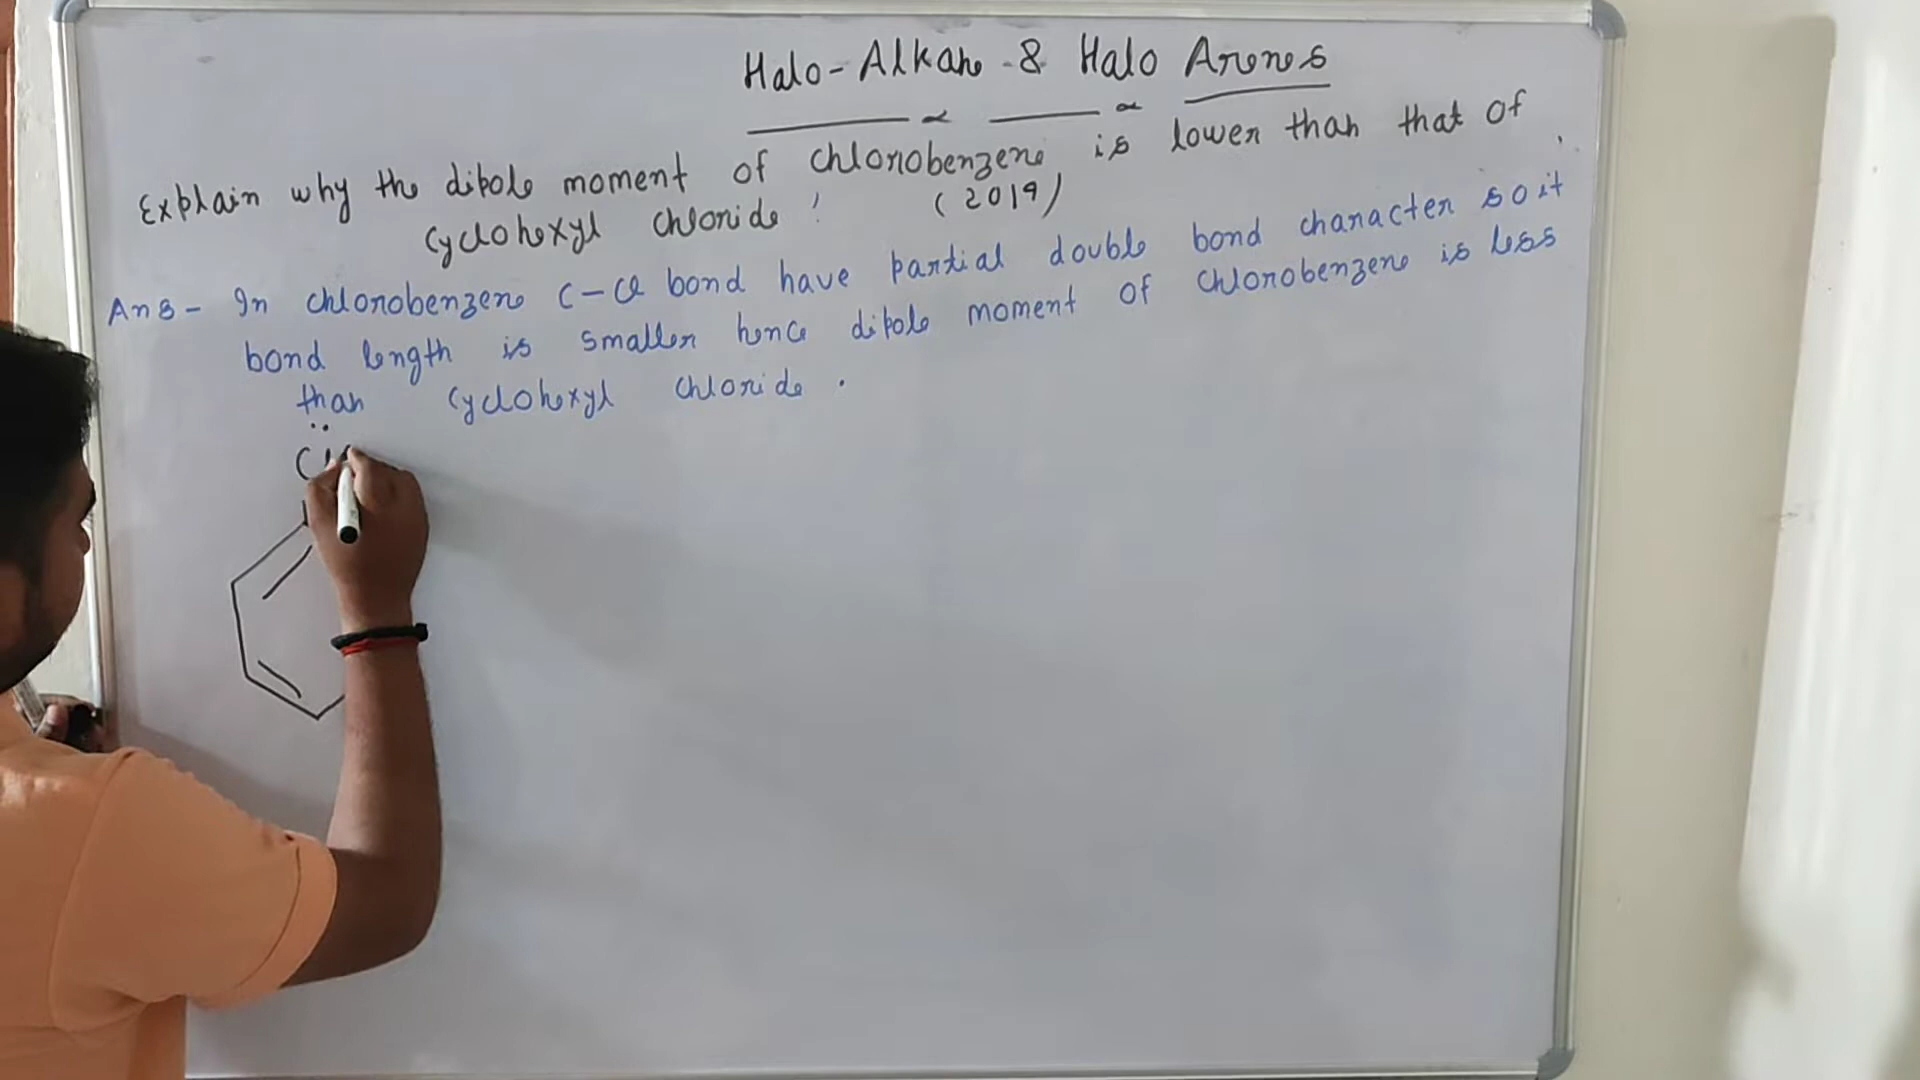 Halo-Alkane & Halo Arenes
Explain why the dipole moment of chlorobenzene is lower than that of
cyclohexyl chloride! (2019)
Ans- In chlorobenzene C-Cl bond have partial double bond character so it
bond length is smaller hence dipole moment of chlorobenzene is less
than cyclohexyl chloride.